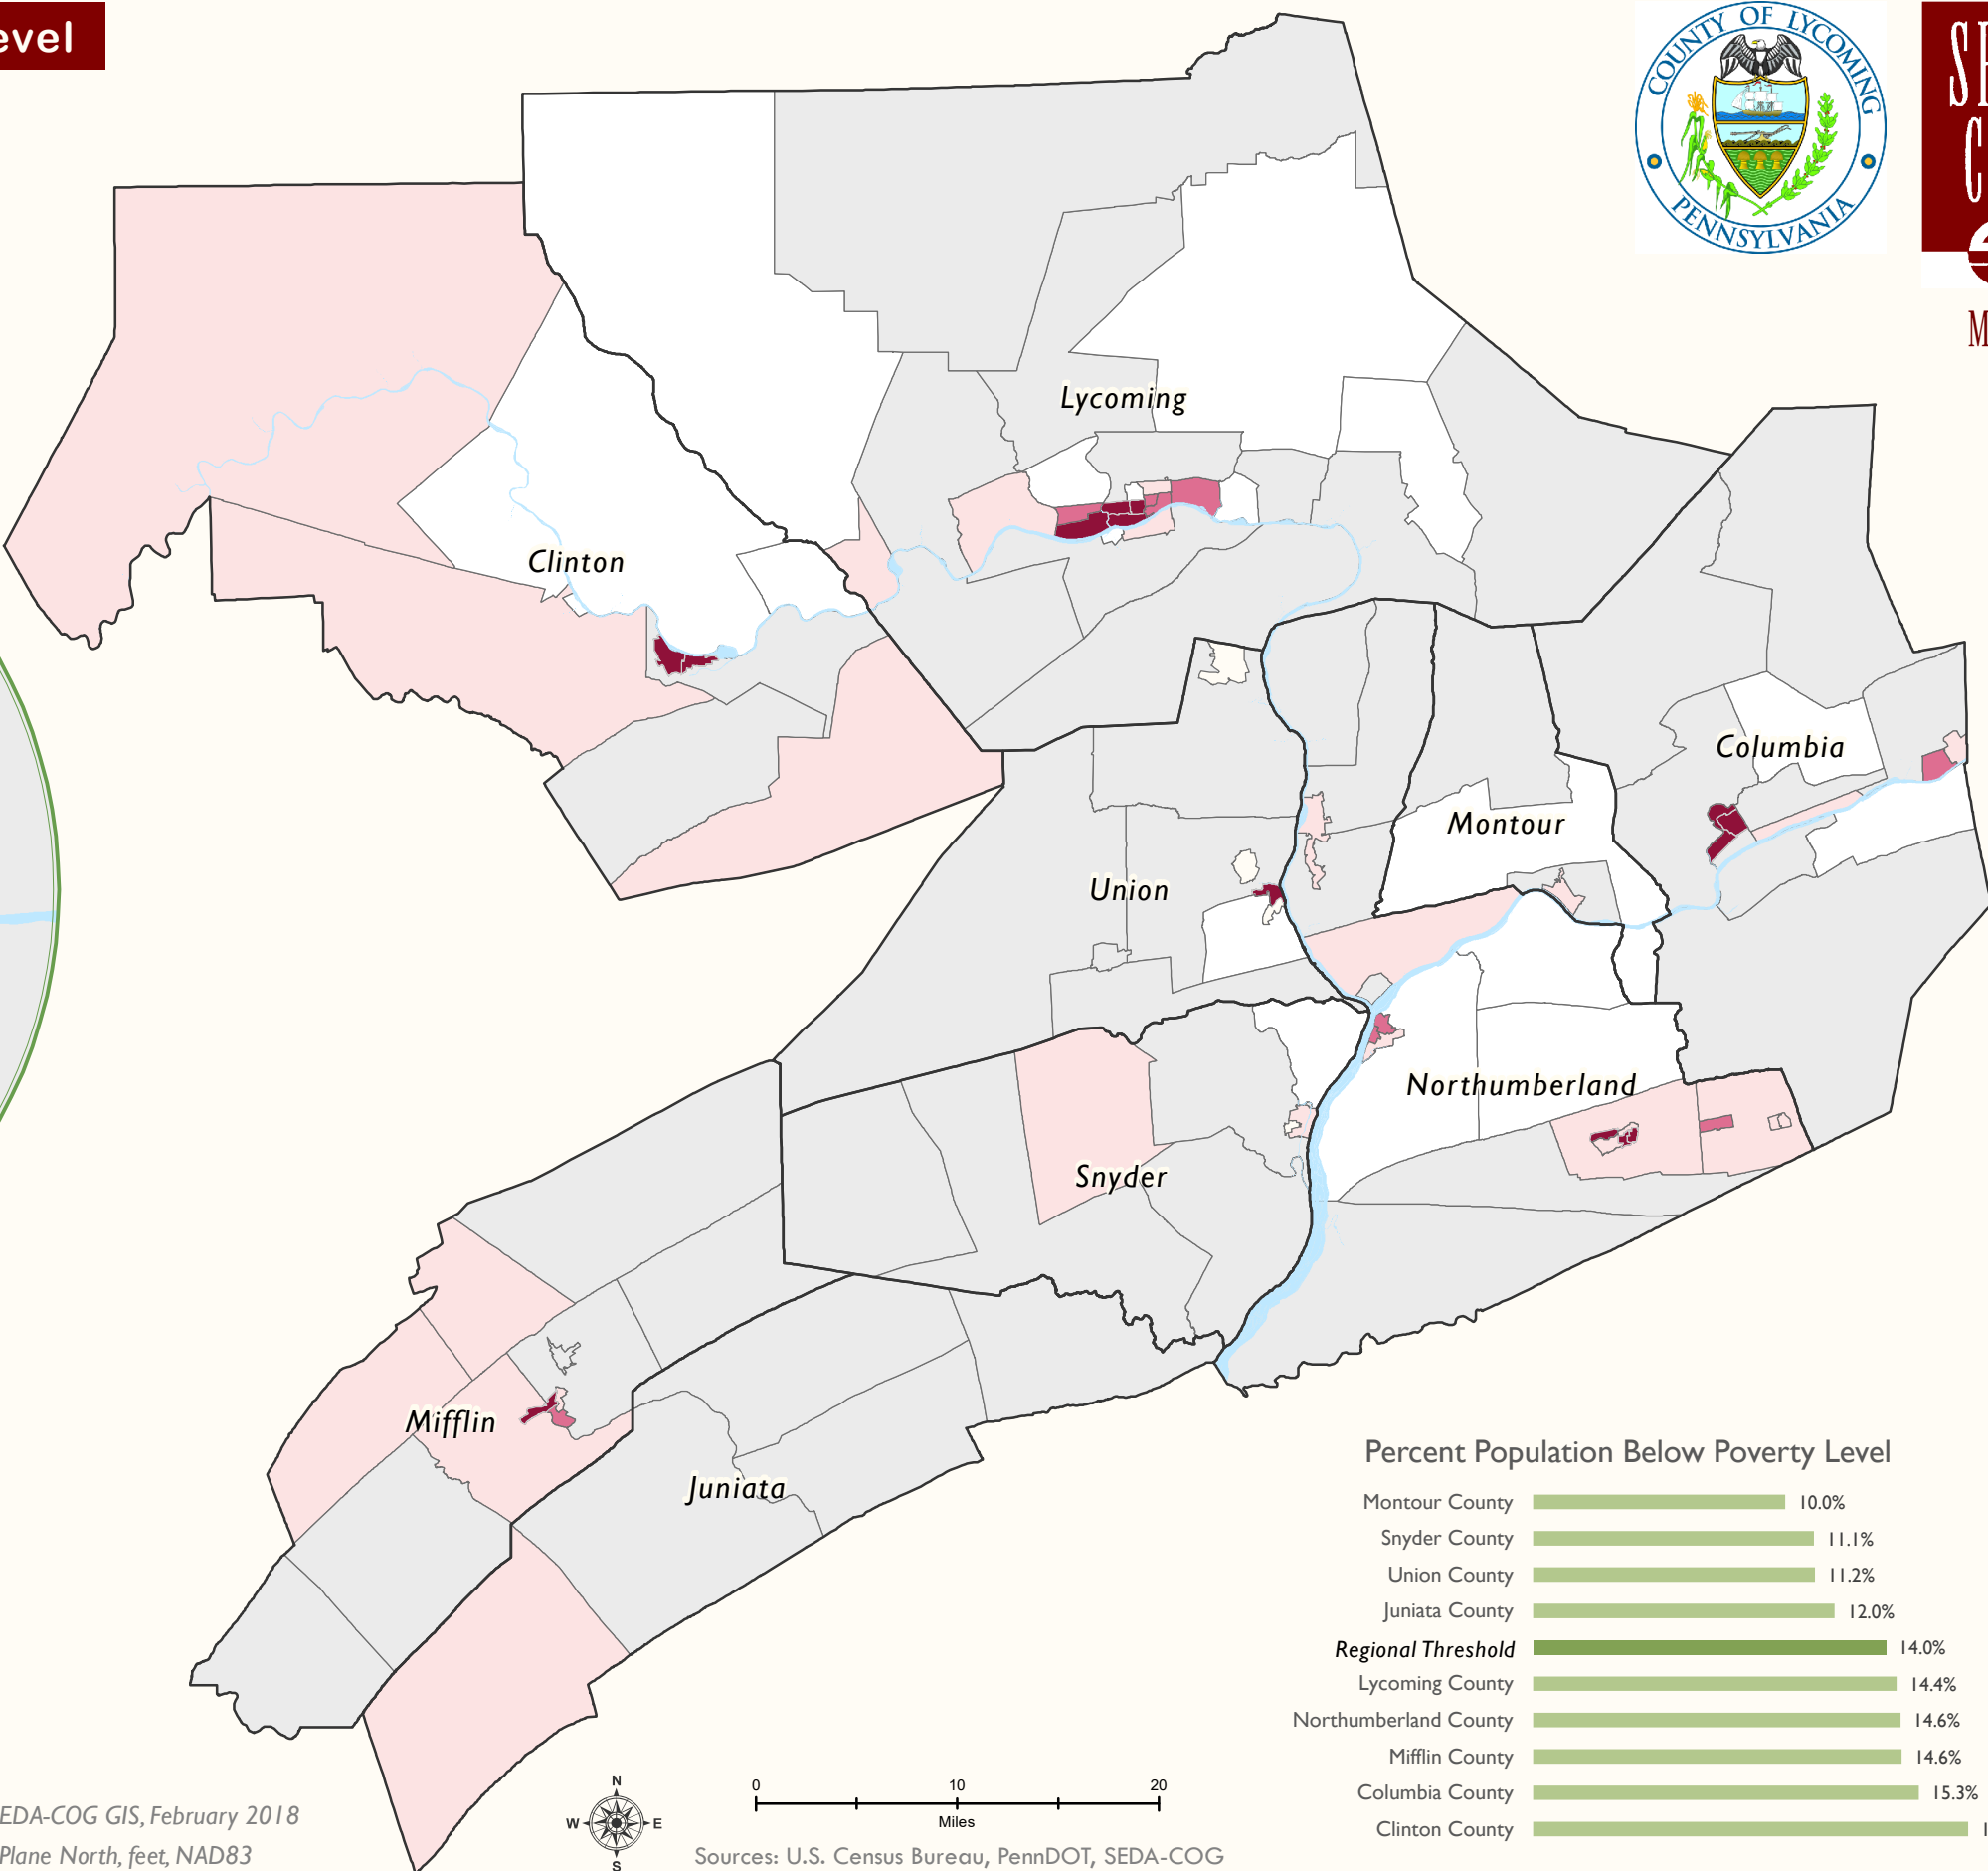 evel
COUNTY OF LYCOMING
PENNSYLVANIA
M
Lycoming
Clinton
Columbia
Montour
Union
Northumberland
Snyder
Mifflin
Juniata
Percent Population Below Poverty Level
Montour County 10.0%
Snyder County 11.1%
Union County 11.2%
Juniata County 12.0%
Regional Threshold 14.0%
Lycoming County 14.4%
Northumberland County 14.6%
Mifflin County 14.6%
Columbia County 15.3%
Clinton County 1
N
W E
S
0 10 20
Miles
EDA-COG GIS, February 2018
Plane North, feet, NAD83
Sources: U.S. Census Bureau, PennDOT, SEDA-COG